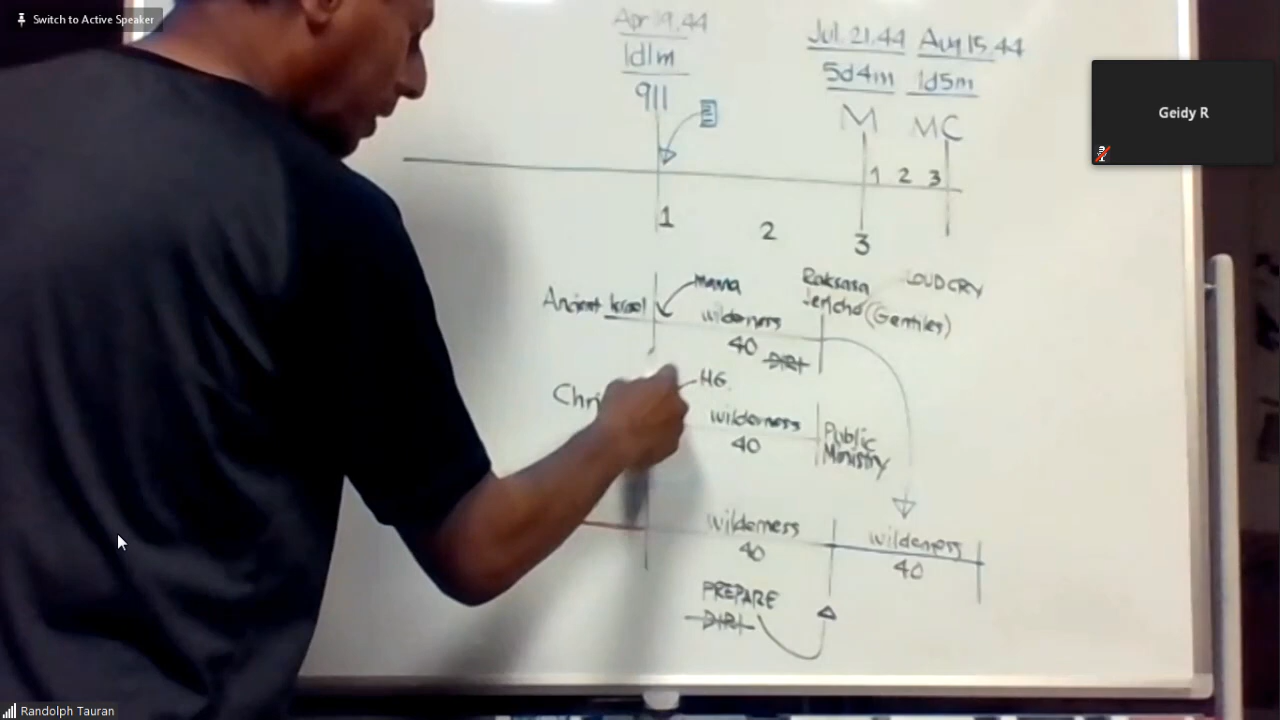 Switch to Active Speaker
Apr 19.44
1d1m
911
Jul. 21.44 Aug 15.44
5d4m 1d5m
M MC
Geidy R
1 2 3
1 2 3
Ancient Israel
Manna
wilderness
40 DIRT
Raksasa
Jericho (Gentiles)
LOUD CRY
Chri
HG.
wilderness
40
Public
Ministry
wilderness
40
wilderness
40
PREPARE
DIRT
Randolph Tauran